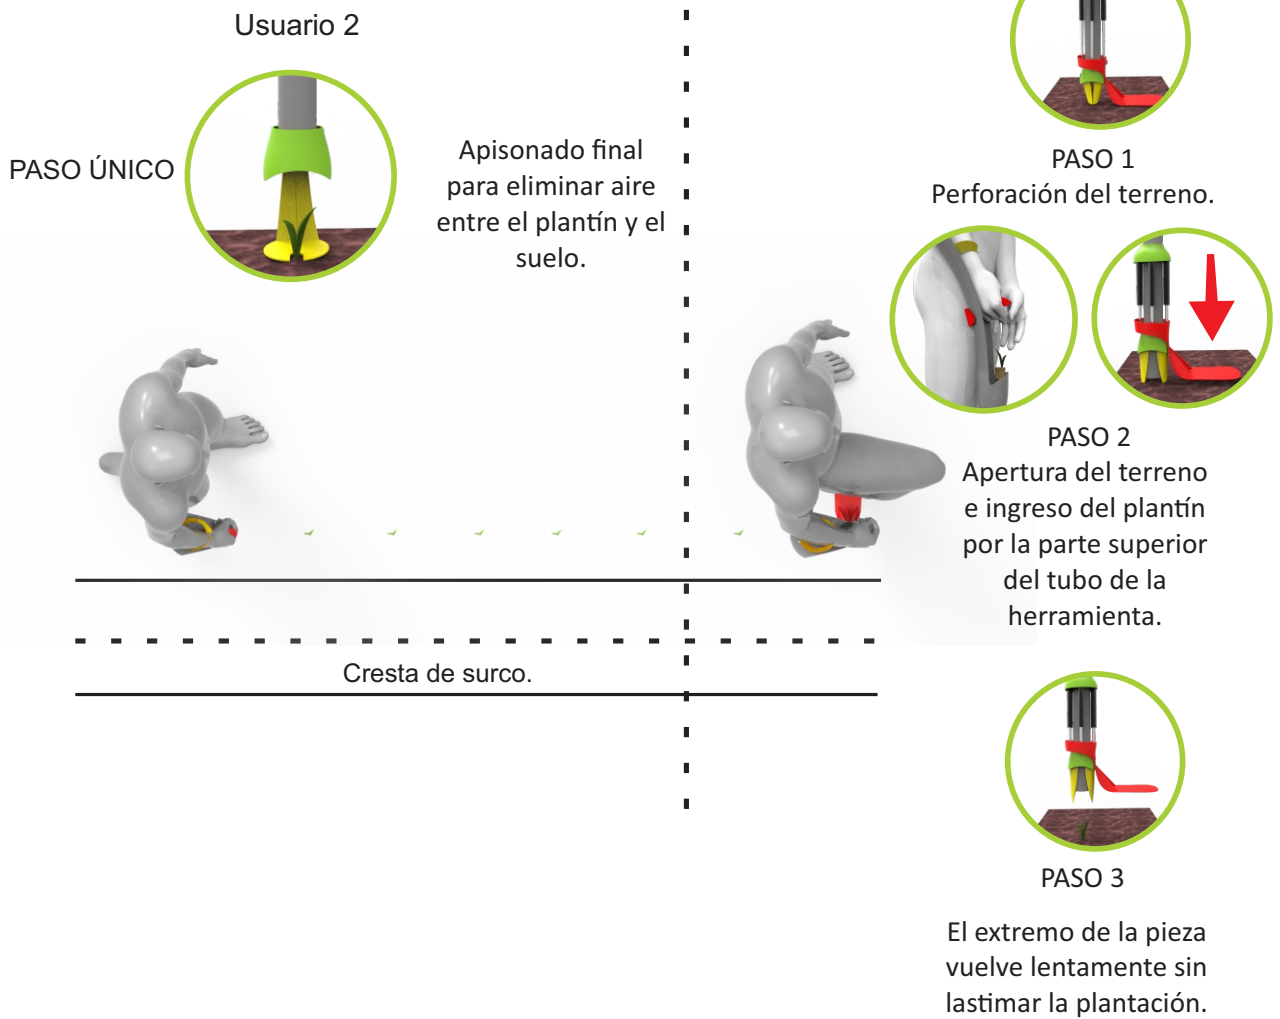 Usuario 2
PASO ÚNICO
Apisonado final
para eliminar aire
entre el plantín y el
suelo.
Cresta de surco.
PASO 1
Perforación del terreno.
PASO 2
Apertura del terreno
e ingreso del plantín
por la parte superior
del tubo de la
herramienta.
PASO 3
El extremo de la pieza
vuelve lentamente sin
lastimar la plantación.